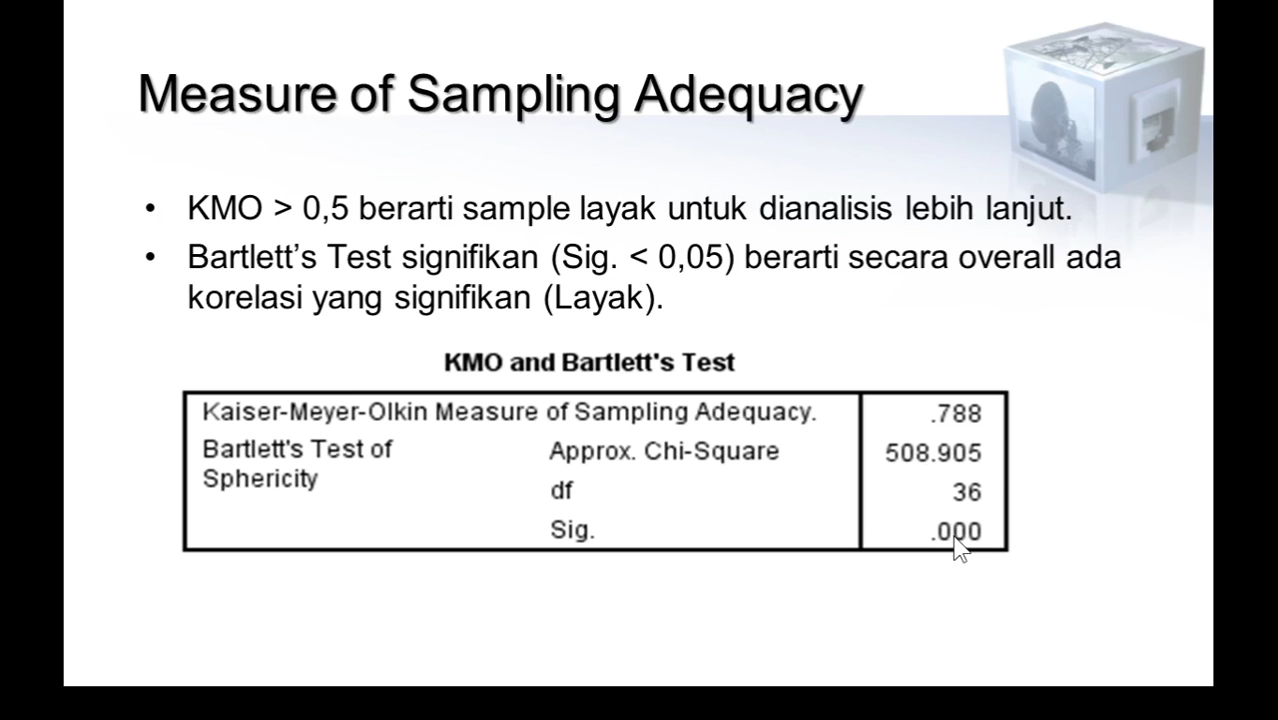 Measure of Sampling Adequacy
• KMO > 0,5 berarti sample layak untuk dianalisis lebih lanjut.
• Bartlett’s Test signifikan (Sig. < 0,05) berarti secara overall ada
korelasi yang signifikan (Layak).
KMO and Bartlett's Test
Kaiser-Meyer-Olkin Measure of Sampling Adequacy. .788
Bartlett's Test of Approx. Chi-Square 508.905
Sphericity
df 36
Sig. .000